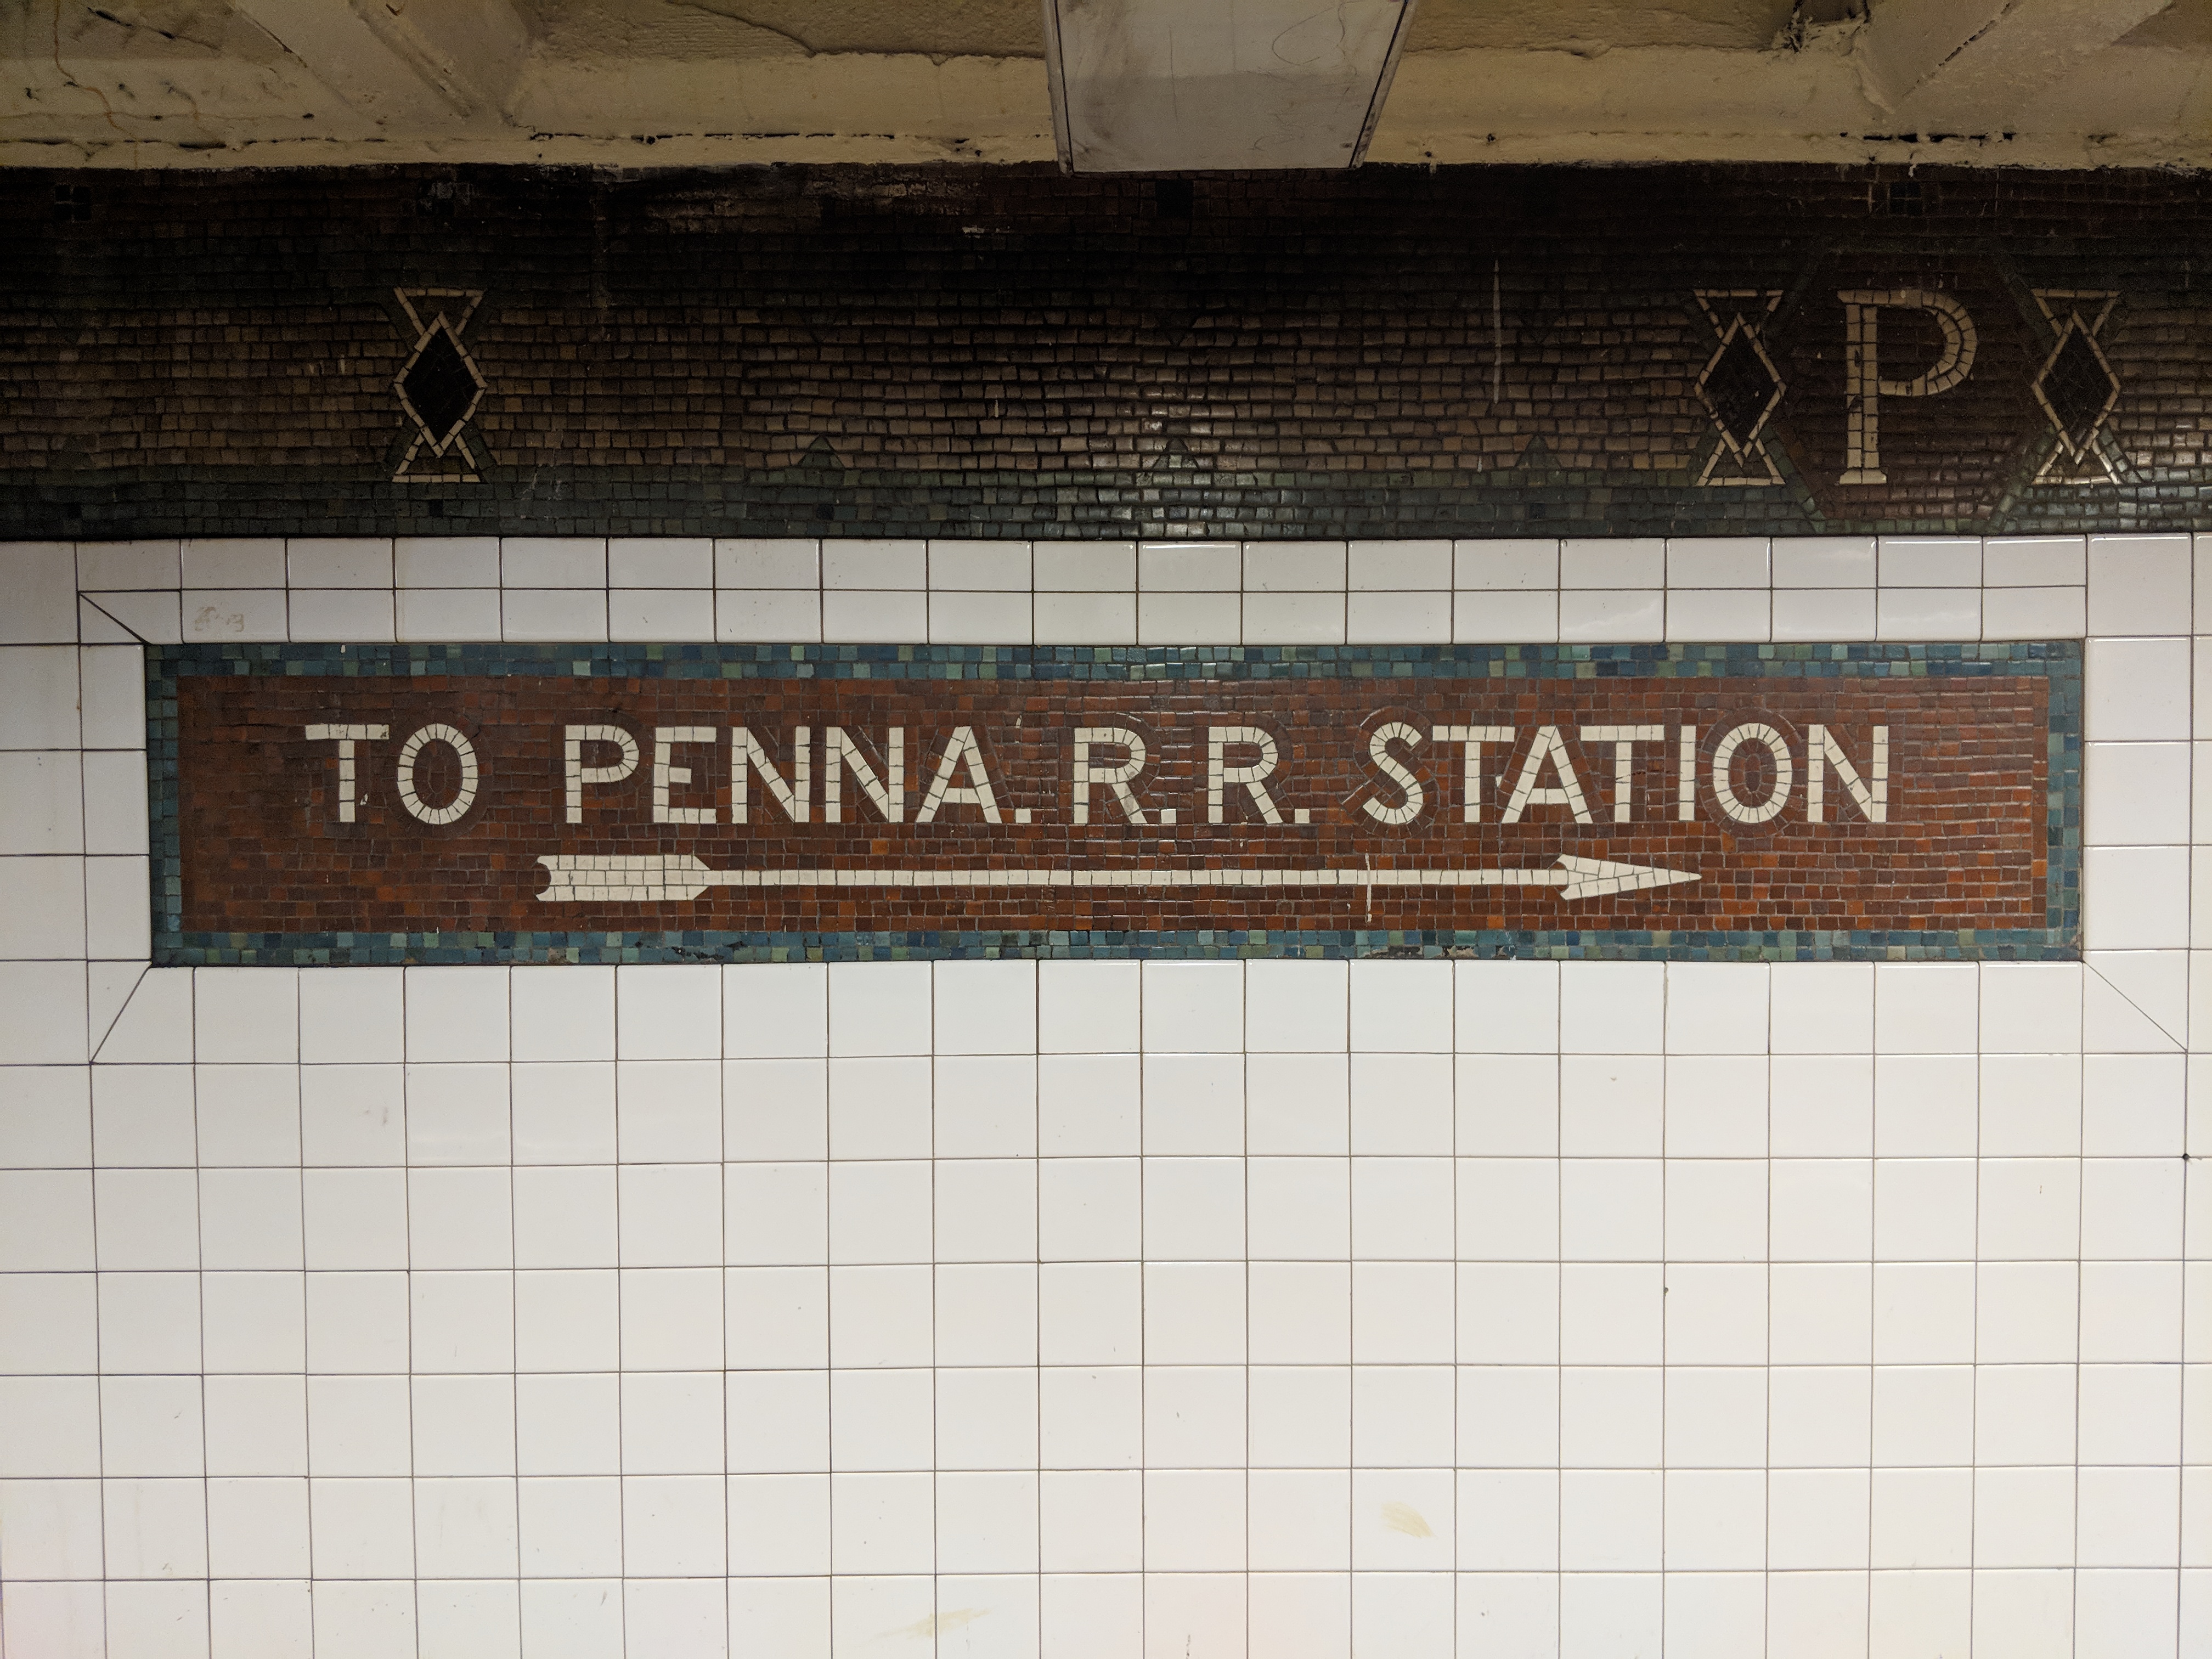 P
TO PENNA. R.R. STATION